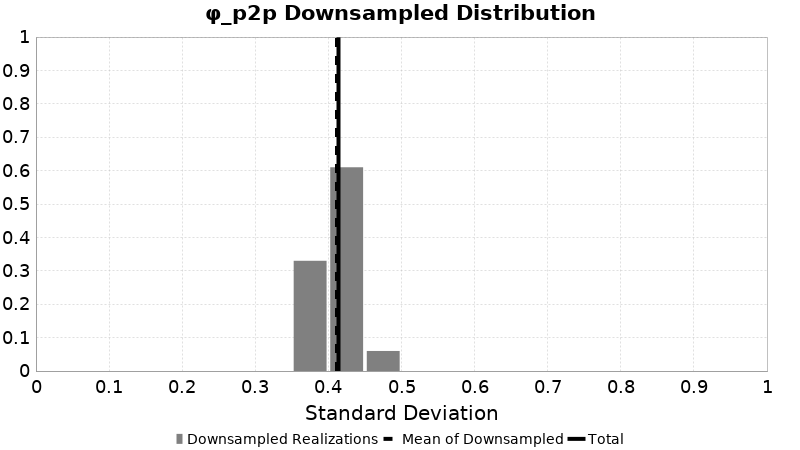 φ_p2p Downsampled Distribution
1
0.9
0.8
0.7
0.6
0.5
0.4
0.3
0.2
0.1
0
0 0.1 0.2 0.3 0.4 0.5 0.6 0.7 0.8 0.9 1
Standard Deviation
Downsampled Realizations Mean of Downsampled Total